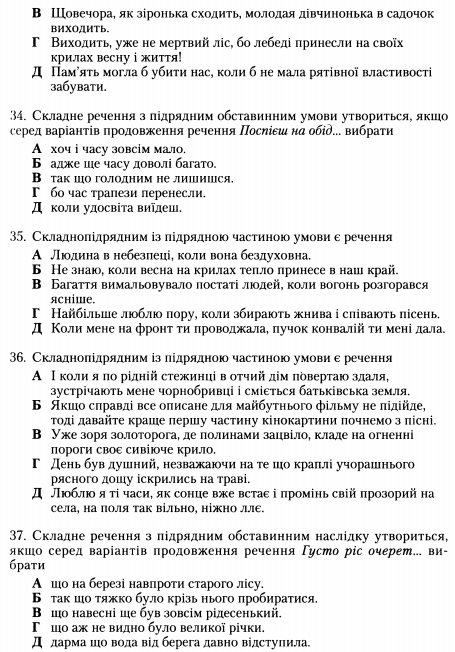 В Щовечора, як зіронька сходить, молодая дівчинонька в садочок
виходить.
Г Виходить, уже не мертвий ліс, бо лебеді принесли на своїх
крилах весну і життя!
Д Пам'ять могла б убити нас, коли б не мала рятівної властивості
забувати.
34. Складне речення з підрядним обставинним умови утвориться, якщо
серед варіантів продовження речення Поспієш на обід... вибрати
А хоч і часу зовсім мало.
Б адже ще часу доволі багато.
В так що голодним не лишишся.
Г бо час трапези перенесли.
Д коли удосвіта виїдеш.
35. Складнопідрядним із підрядною частиною умови є речення
А Людина в небезпеці, коли вона бездуховна.
Б Не знаю, коли весна на крилах тепло принесе в наш край.
В Багаття вимальовувало постаті людей, коли вогонь розгорався
ясніше.
Г Найбільше люблю пору, коли збирають жнива і співають пісень.
Д Коли мене на фронт ти проводжала, пучок конвалій ти мені дала.
36. Складнопідрядним із підрядною частиною умови є речення
А І коли я по рідній стежинці в отчий дім повертаю здаля,
зустрічають мене чорнобривці і сміється батьківська земля.
Б Якщо справді все описане для майбутнього фільму не підійде,
тоді давайте краще першу частину кінокартини почнемо з пісні.
В Уже зоря золоторога, де полинами зацвіло, кладе на огненні
пороги своє сивіюче крило.
Г День був душний, незважаючи на те що краплі учорашнього
рясного дощу іскрились на траві.
Д Люблю я ті часи, як сонце вже встає і промінь свій прозорий на
села, на поля так вільно, ніжно ллє.
37. Складне речення з підрядним обставинним наслідку утвориться,
якщо серед варіантів продовження речення Густо ріс очерет... ви-
брати
А що на березі навпроти старого лісу.
Б так що тяжко було крізь нього пробиратися.
В що навесні ще був зовсім рідесенький.
Г що аж не видно було великої річки.
Д дарма що вода від берега давно відступила.